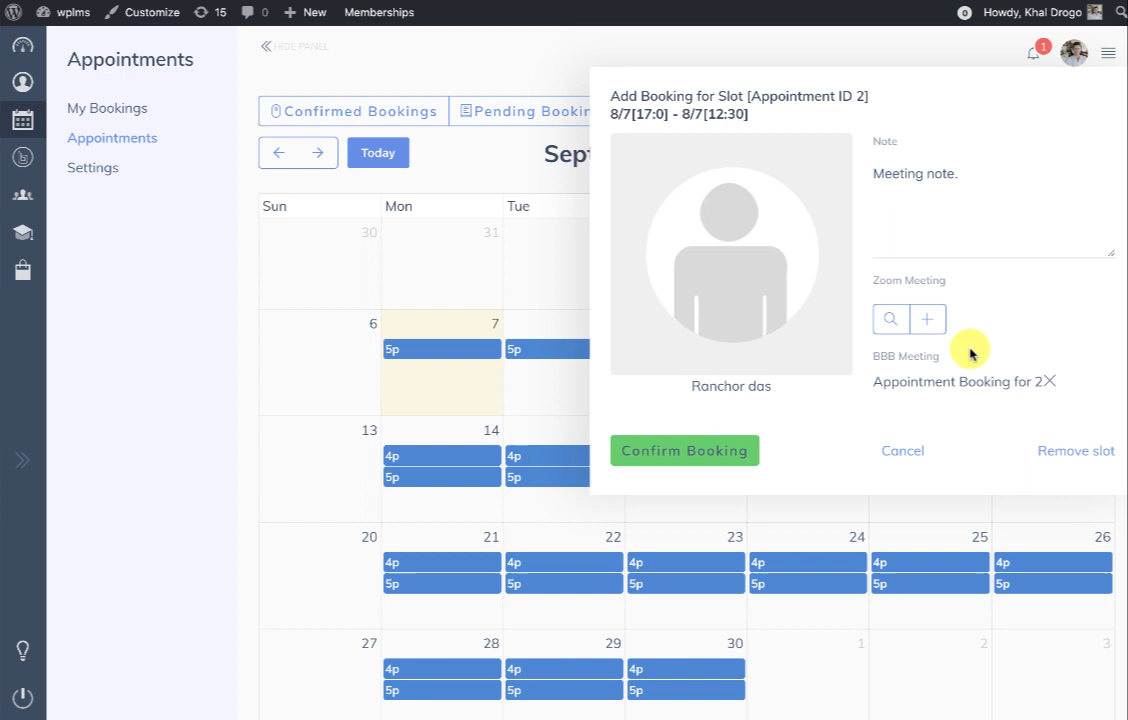 wplms
Customize
15
0
New
Memberships
0
Howdy, Khal Drogo
Appointments
My Bookings
Appointments
Settings
HIDE PANEL
1
Confirmed Bookings
Pending Bookin
Today
Sept
Sun
Mon
Tue
30
31
6
7
5p
5p
13
14
4p
4p
5p
5p
20
21
22
23
24
25
26
4p
4p
4p
4p
4p
4p
5p
5p
5p
5p
5p
5p
27
28
29
30
1
2
3
4p
4p
4p
5p
5p
5p
Add Booking for Slot [Appointment ID 2]
8/7[17:0] - 8/7[12:30]
Ranchor das
Note
Meeting note.
Zoom Meeting
BBB Meeting
Appointment Booking for 2
Confirm Booking
Cancel
Remove slot